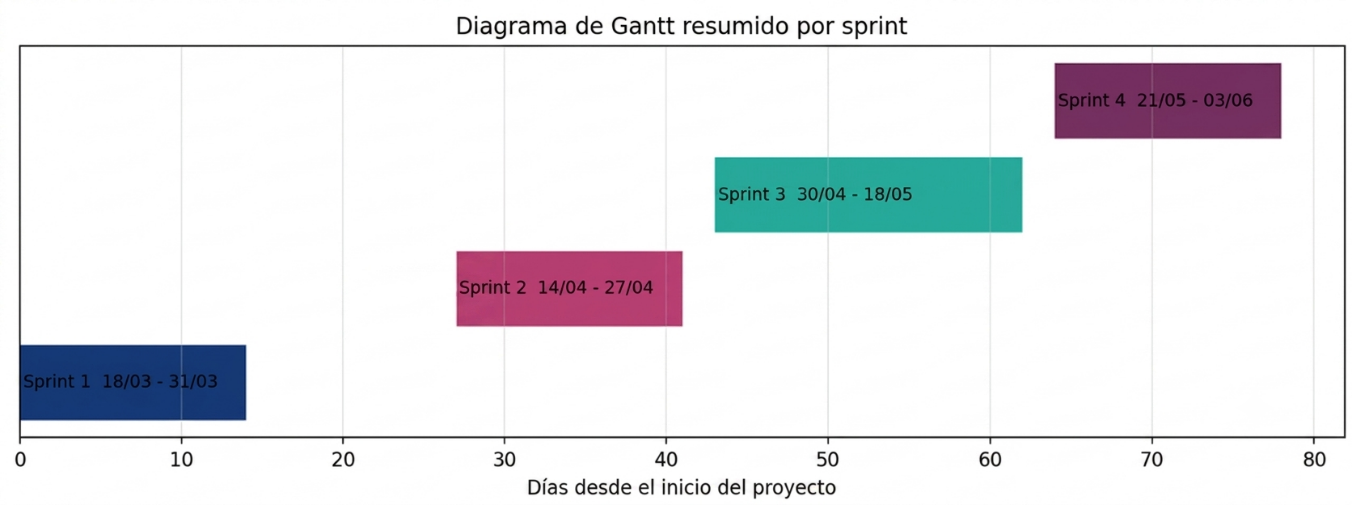 Diagrama de Gantt resumido por sprint
Sprint 4  21/05 - 03/06
Sprint 3  30/04 - 18/05
Sprint 2  14/04 - 27/04
Sprint 1  18/03 - 31/03
0 10 20 30 40 50 60 70 80
Días desde el inicio del proyecto